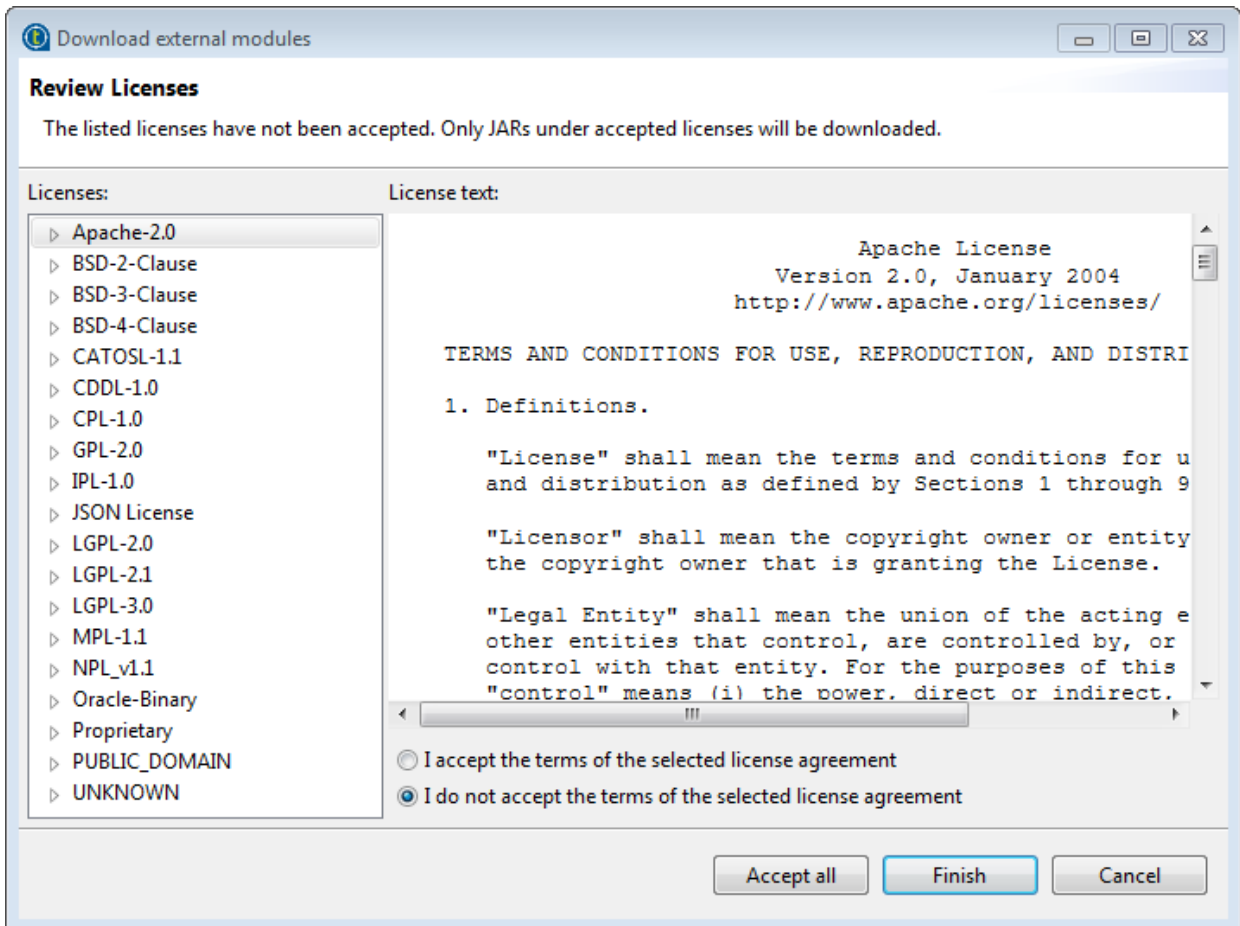 Download external modules
Review Licenses
The listed licenses have not been accepted. Only JARs under accepted licenses will be downloaded.
Licenses:
Apache-2.0
BSD-2-Clause
BSD-3-Clause
BSD-4-Clause
CATOSL-1.1
CDDL-1.0
CPL-1.0
GPL-2.0
IPL-1.0
JSON License
LGPL-2.0
LGPL-2.1
LGPL-3.0
MPL-1.1
NPL_v1.1
Oracle-Binary
Proprietary
PUBLIC_DOMAIN
UNKNOWN
License text:
Apache License
Version 2.0, January 2004
http://www.apache.org/licenses/
TERMS AND CONDITIONS FOR USE, REPRODUCTION, AND DISTRI
1. Definitions.
"License" shall mean the terms and conditions for u
and distribution as defined by Sections 1 through 9
"Licensor" shall mean the copyright owner or entity
the copyright owner that is granting the License.
"Legal Entity" shall mean the union of the acting e
other entities that control, are controlled by, or
control with that entity. For the purposes of this
"control" means (i) the power, direct or indirect,
I accept the terms of the selected license agreement
I do not accept the terms of the selected license agreement
Accept all
Finish
Cancel